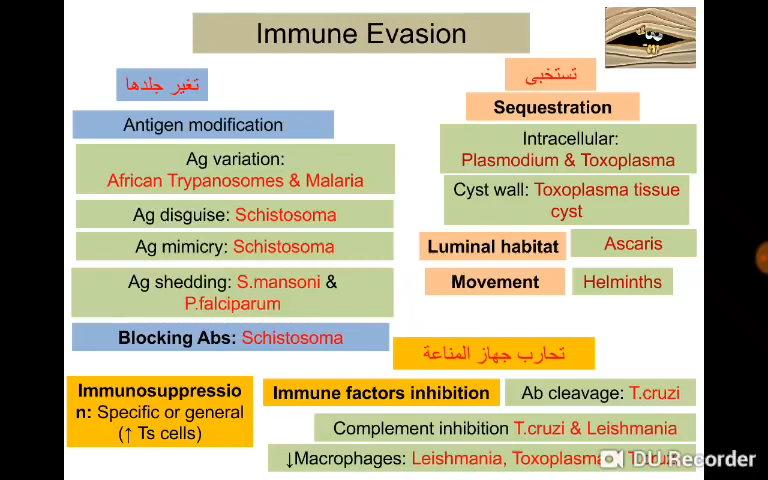 Immune Evasion
تغير جلدها
Antigen modification
Ag variation:
African Trypanosomes & Malaria
Ag disguise: Schistosoma
Ag mimicry: Schistosoma
Ag shedding: S.mansoni &
P.falciparum
Blocking Abs: Schistosoma
تستخبى
Sequestration
Intracellular:
Plasmodium & Toxoplasma
Cyst wall: Toxoplasma tissue
cyst
Luminal habitat
Ascaris
Movement
Helminths
تحارب جهاز المناعة
Immunosuppressio
n: Specific or general
(↑ Ts cells)
Immune factors inhibition
Ab cleavage: T.cruzi
Complement inhibition T.cruzi & Leishmania
↓Macrophages: Leishmania, Toxoplasma
DU Recorder